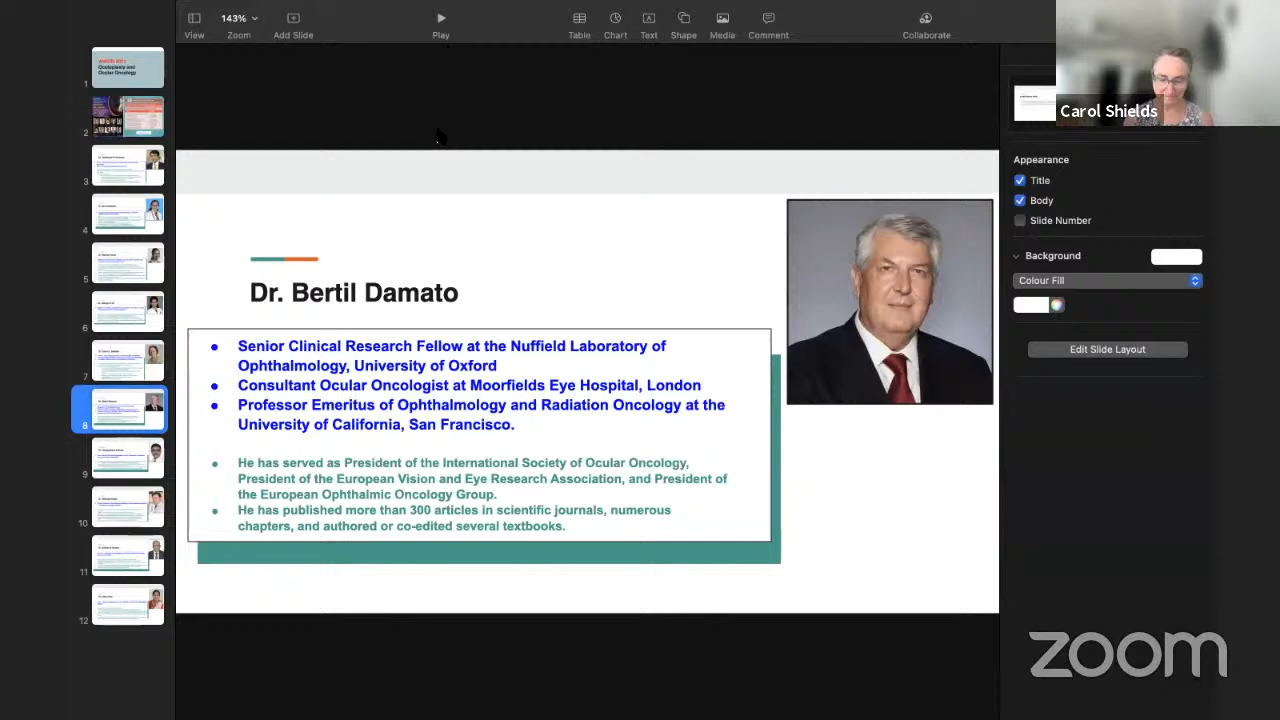 View
143%
Zoom
Add Slide
Play
Table
Chart
Text
Shape
Media
Comment
Collaborate
Carol Shields
1
2
3
4
5
6
7
8
9
10
11
12
Dr. Bertil Damato
● Senior Clinical Research Fellow at the Nuffield Laboratory of
Ophthalmology, University of Oxford
● Consultant Ocular Oncologist at Moorfields Eye Hospital, London
● Professor Emeritus of Ophthalmology and Radiation Oncology at the
University of California, San Francisco.
● He has served as President of the International Society of Ocular Oncology,
President of the European Vision and Eye Research Association, and President of
the European Ophthalmic Oncology Group.
● He has published more than 300 articles in scientific journals, numerous
chapters, and authored or co-edited several textbooks.
Appearance
Title
Body
Slide Number
Background
Colour Fill
Edit Slide Layout
zoom